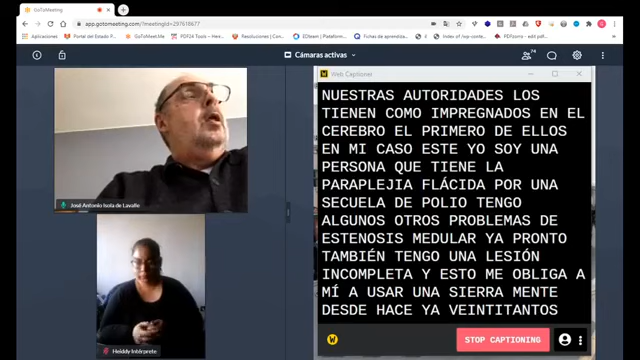 GoToMeeting
app.gotomeeting.com/?meetingId=297618677
Aplicaciones
Portal del Estado P...
GoToMeet.Me
PDF24 Tools - Herr...
Resoluciones | Con...
EDteam | Plataform...
Fichas de aprendiza...
Index of /wp-conte...
PDFzorro - edit pdf...
Cámaras activas
74
José Antonio Isola de Lavalle
Heiddy Intérprete
Web Captioner
NUESTRAS AUTORIDADES LOS
TIENEN COMO IMPREGNADOS EN EL
CEREBRO EL PRIMERO DE ELLOS
EN MI CASO ESTE YO SOY UNA
PERSONA QUE TIENE LA
PARAPLEJIA FLÁCIDA POR UNA
SECUELA DE POLIO TENGO
ALGUNOS OTROS PROBLEMAS DE
ESTENOSIS MEDULAR YA PRONTO
TAMBIÉN TENGO UNA LESIÓN
INCOMPLETA Y ESTO ME OBLIGA A
MÍ A USAR UNA SIERRA MENTE
DESDE HACE YA VEINTITANTOS
STOP CAPTIONING